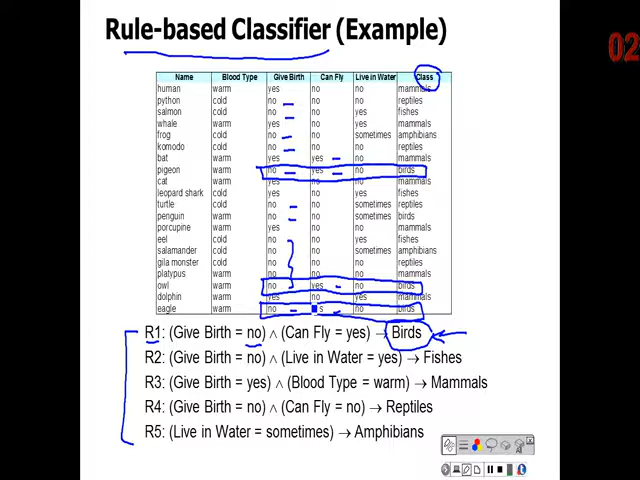 Rule-based Classifier (Example)
02
Name Blood Type Give Birth Can Fly Live in Water Class
human warm yes no no mammals
python cold no no no reptiles
salmon cold no no yes fishes
whale warm yes no yes mammals
frog cold no no sometimes amphibians
komodo cold no no no reptiles
bat warm yes yes no mammals
pigeon warm no yes no birds
cat warm yes no no mammals
leopard shark cold yes no yes fishes
turtle cold no no sometimes reptiles
penguin warm no no sometimes birds
porcupine warm yes no no mammals
eel cold no no yes fishes
salamander cold no no sometimes amphibians
gila monster cold no no no reptiles
platypus warm no no no mammals
owl warm no yes no birds
dolphin warm yes no yes mammals
eagle warm no no birds
R1: (Give Birth = no) ∧ (Can Fly = yes) → Birds
R2: (Give Birth = no) ∧ (Live in Water = yes) → Fishes
R3: (Give Birth = yes) ∧ (Blood Type = warm) → Mammals
R4: (Give Birth = no) ∧ (Can Fly = no) → Reptiles
R5: (Live in Water = sometimes) → Amphibians